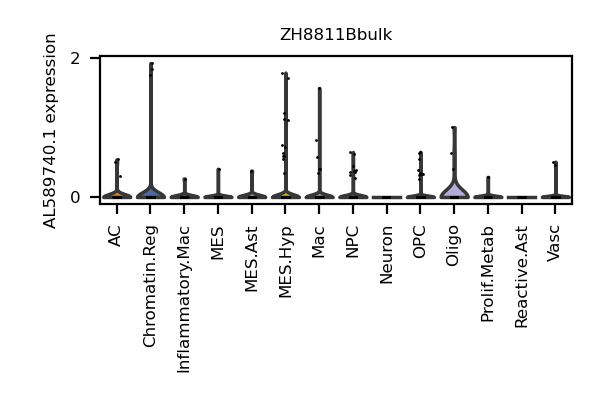 ZH8811Bbulk
AL589740.1 expression
2
0
AC
Chromatin.Reg
Inflammatory.Mac
MES
MES.Ast
MES.Hyp
Mac
NPC
Neuron
OPC
Oligo
Prolif.Metab
Reactive.Ast
Vasc